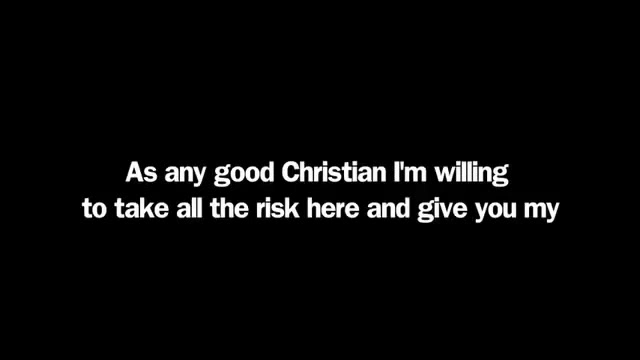 As any good Christian I'm willing
to take all the risk here and give you my